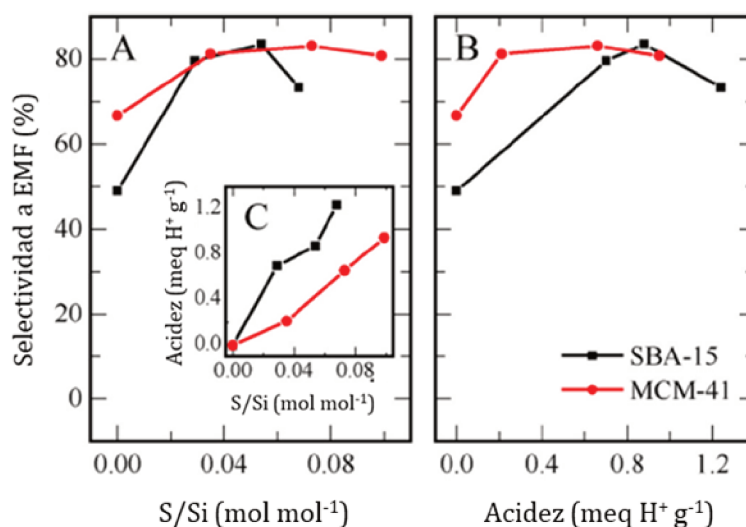 Selectividad a EMF (%)
80
60
40
20
0
A
B
C
Acidez (meq H⁺ g⁻¹)
1.2
0.8
0.4
0.0
0.00 0.04 0.08
S/Si (mol mol⁻¹)
SBA-15
MCM-41
0.00 0.04 0.08
0.0 0.4 0.8 1.2
S/Si (mol mol⁻¹)
Acidez (meq H⁺ g⁻¹)